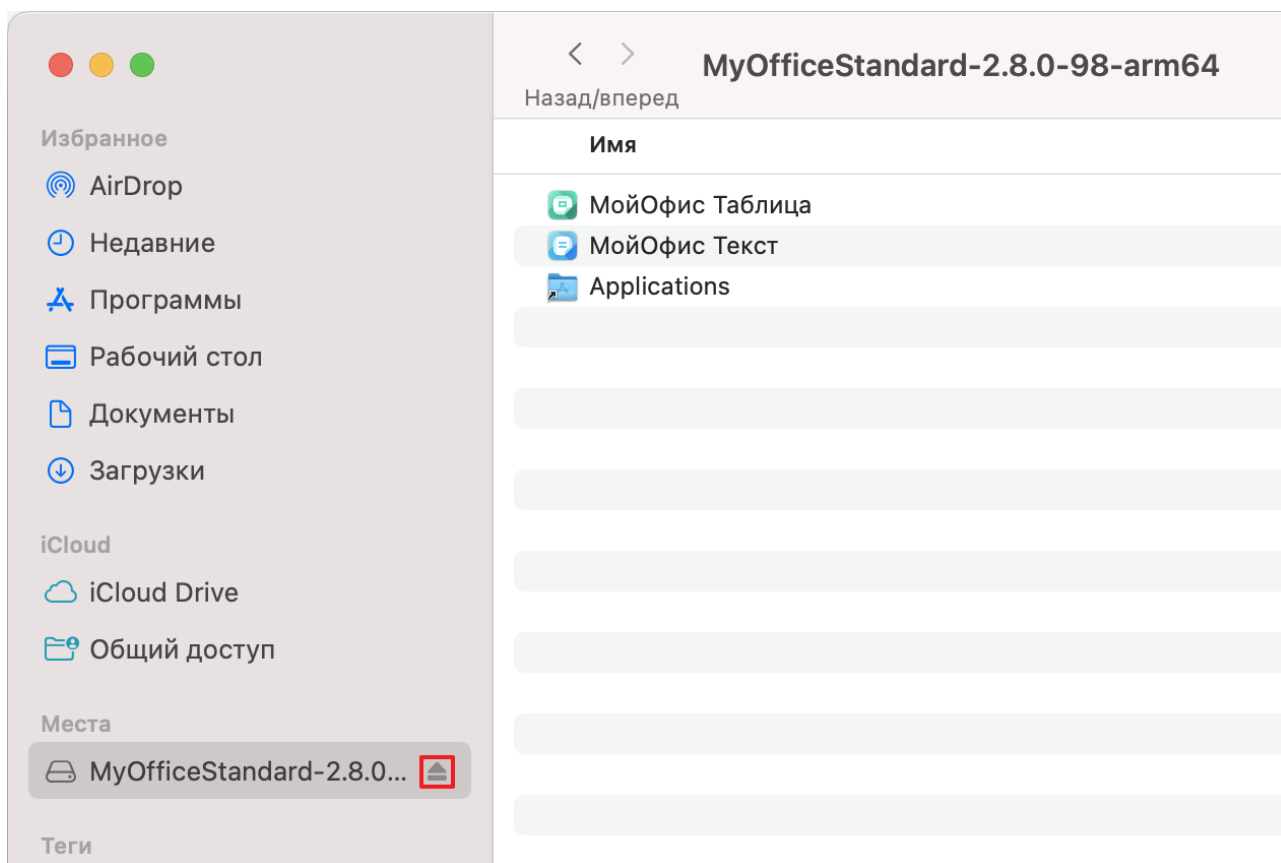 Избранное
AirDrop
Недавние
Программы
Рабочий стол
Документы
Загрузки
iCloud
iCloud Drive
Общий доступ
Места
MyOfficeStandard-2.8.0...
Теги
MyOfficeStandard-2.8.0-98-arm64
Назад/вперед
Имя
МойОфис Таблица
МойОфис Текст
Applications